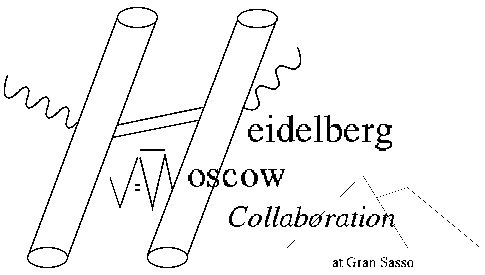 Heidelberg
Moscow
Collabøration
at Gran Sasso